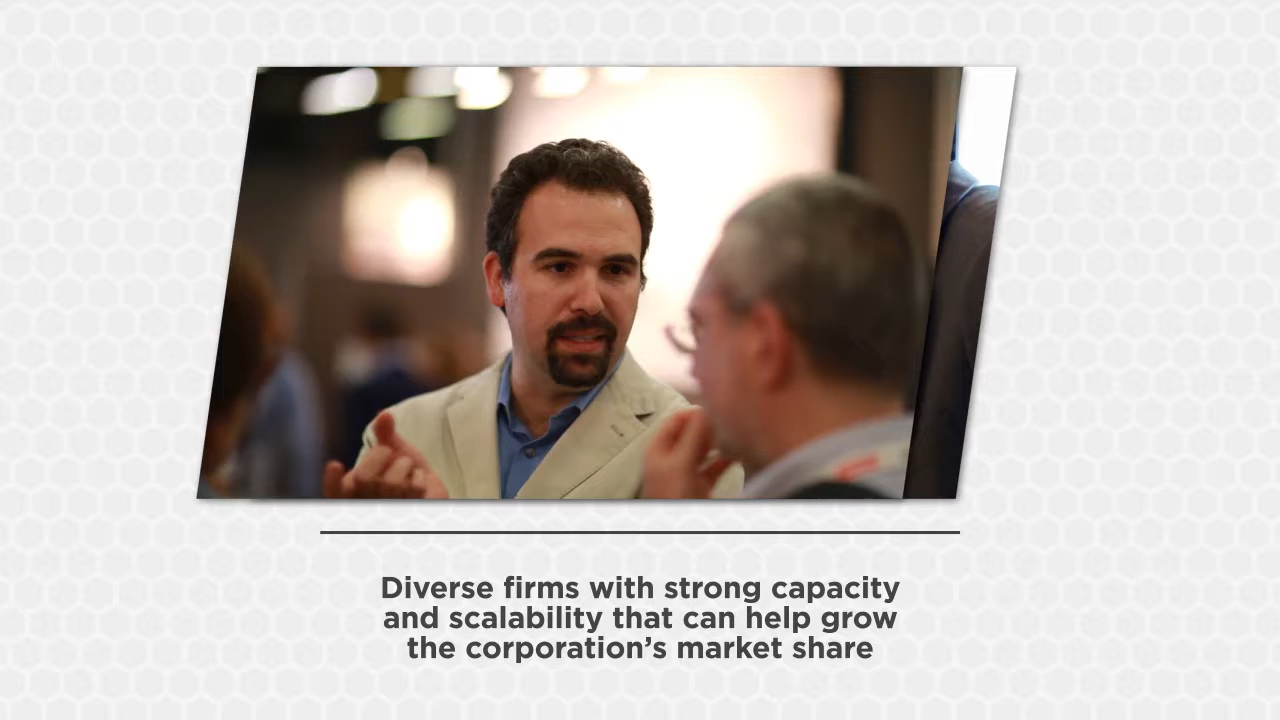 Diverse firms with strong capacity
and scalability that can help grow
the corporation’s market share